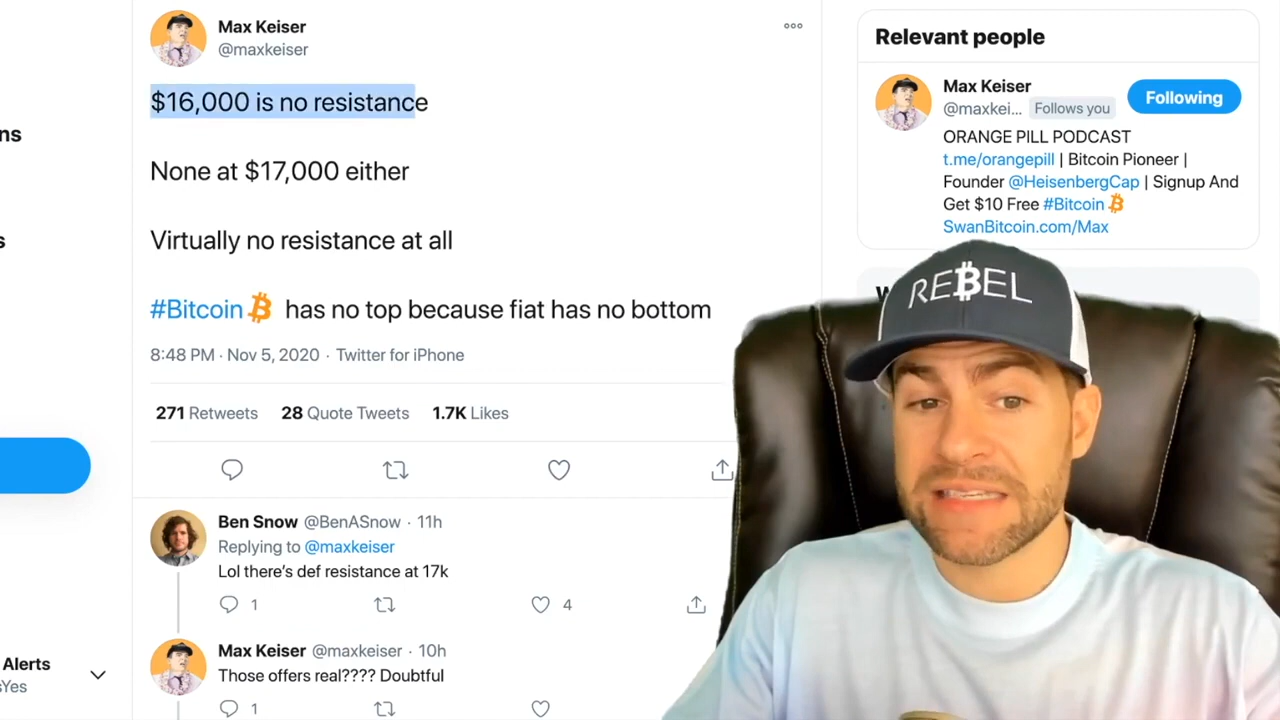 Max Keiser
@maxkeiser
$16,000 is no resistance
None at $17,000 either
Virtually no resistance at all
#Bitcoin has no top because fiat has no bottom
8:48 PM · Nov 5, 2020 · Twitter for iPhone
271 Retweets 28 Quote Tweets 1.7K Likes
Ben Snow @BenASnow · 11h
Replying to @maxkeiser
Lol there's def resistance at 17k
1 4
Max Keiser @maxkeiser · 10h
Those offers real???? Doubtful
1
Relevant people
Max Keiser
@maxkei... Follows you
Following
ORANGE PILL PODCAST
t.me/orangepill | Bitcoin Pioneer |
Founder @HeisenbergCap | Signup And
Get $10 Free #Bitcoin
SwanBitcoin.com/Max
REBEL
ns
s
Alerts
sYes